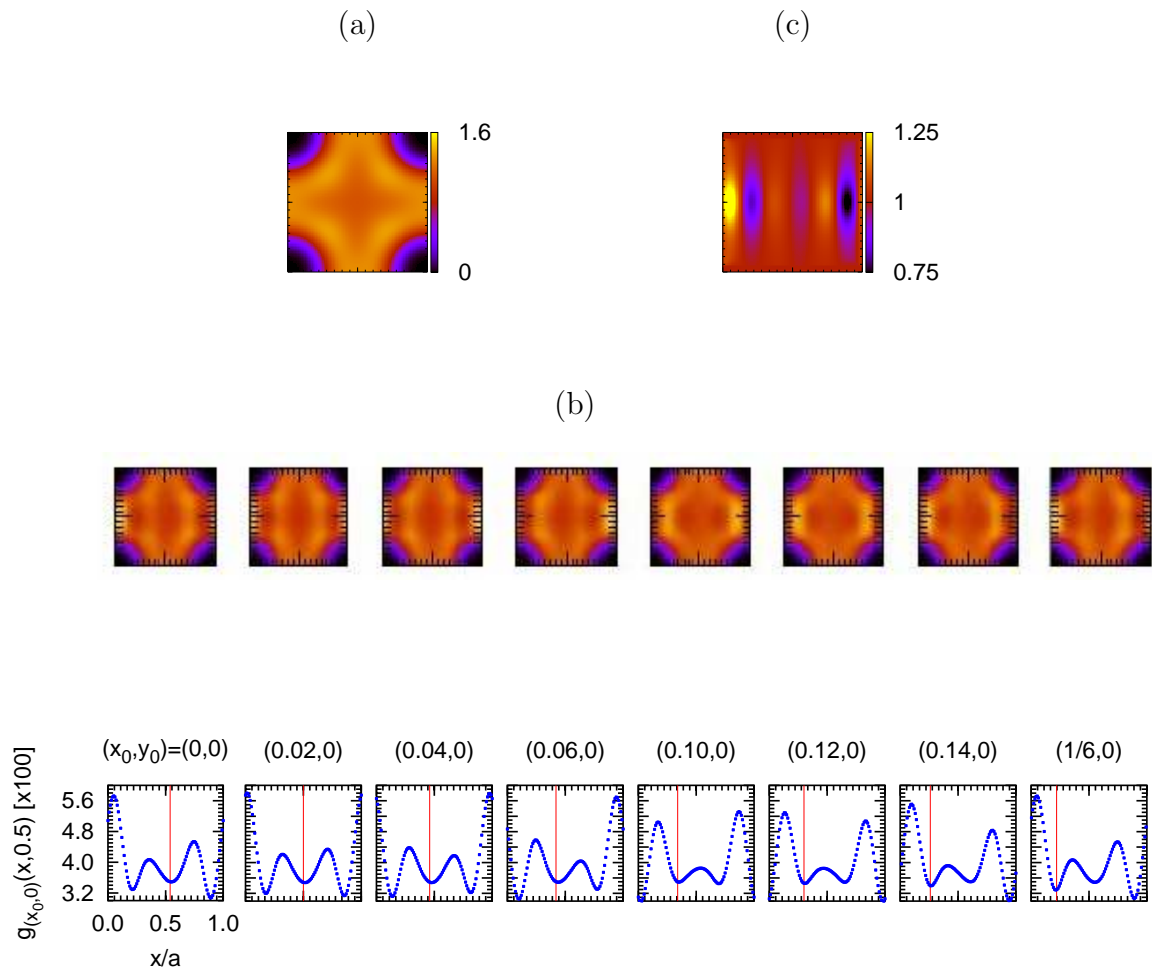 (a) (c)
1.6 1.25
1
0 0.75
(b)
(x0,y0)=(0,0) (0.02,0) (0.04,0) (0.06,0) (0.10,0) (0.12,0) (0.14,0) (1/6,0)
g(x0,00)(x,0.5) [x100]
5.6
4.8
4.0
3.2
0.0 0.5 1.0
x/a